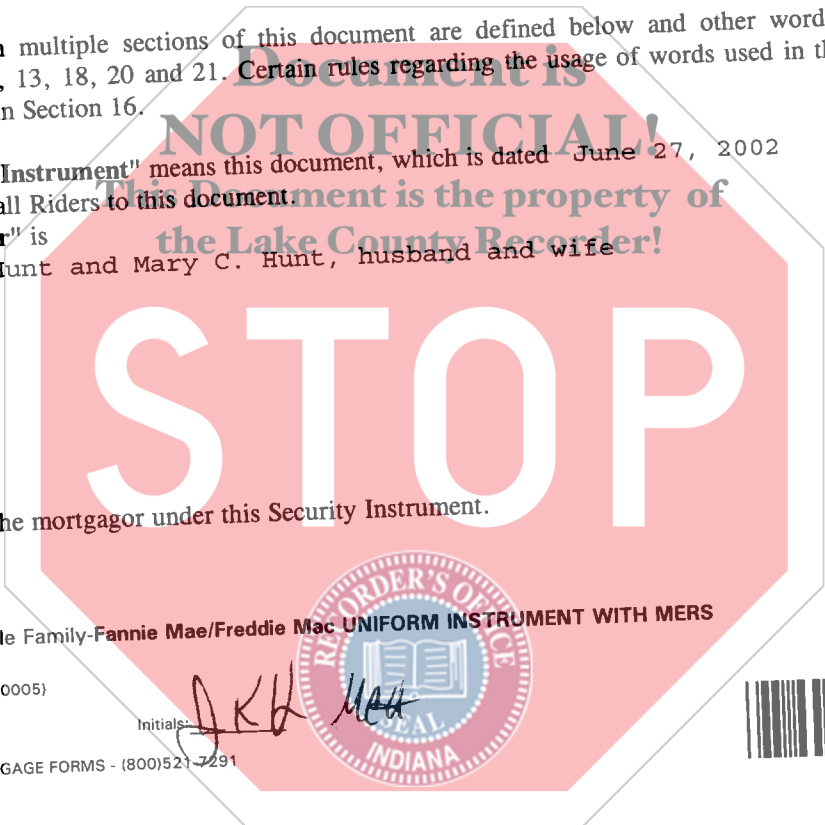 multiple sections of this document are defined below and other word
, 13, 18, 20 and 21. Certain rules regarding the usage of words used in th
n Section 16.
Document is
NOT OFFICIAL!
This Document is the property of
the Lake County Recorder!
Instrument" means this document, which is dated June 27, 2002
all Riders to this document.
r" is
Hunt and Mary C. Hunt, husband and wife
STOP
he mortgagor under this Security Instrument.
le Family-Fannie Mae/Freddie Mac UNIFORM INSTRUMENT WITH MERS
0005)
Initials: JKH MCH
GAGE FORMS - (800)521-7291
RECORDER'S OFFICE
SEAL
INDIANA